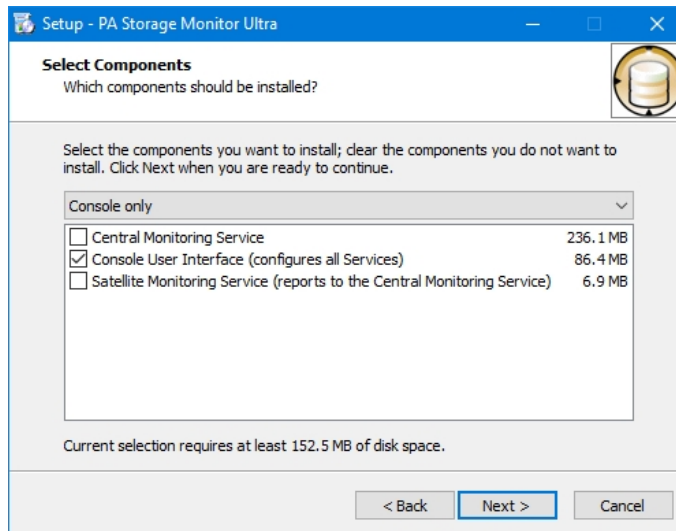 Setup - PA Storage Monitor Ultra
Select Components
Which components should be installed?
Select the components you want to install; clear the components you do not want to
install. Click Next when you are ready to continue.
Console only
Central Monitoring Service 236.1 MB
Console User Interface (configures all Services) 86.4 MB
Satellite Monitoring Service (reports to the Central Monitoring Service) 6.9 MB
Current selection requires at least 152.5 MB of disk space.
< Back Next > Cancel